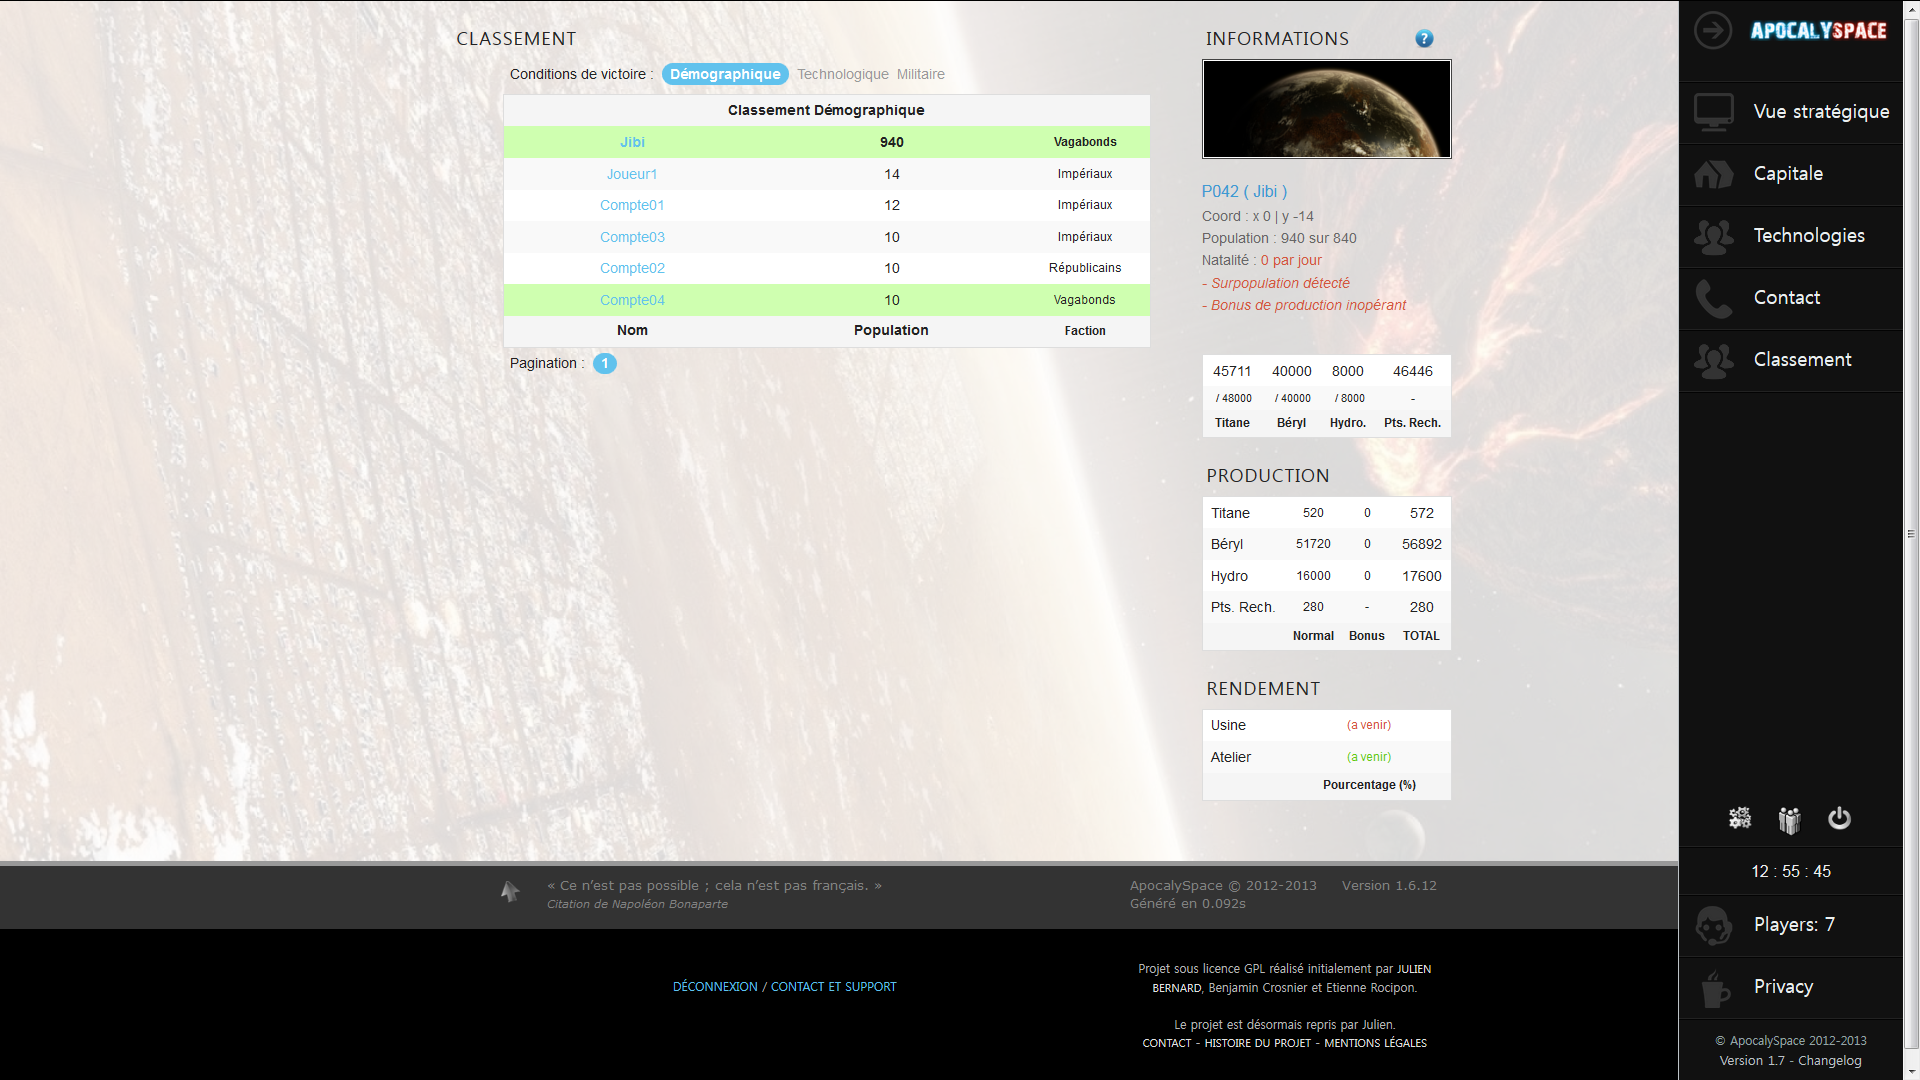 CLASSEMENT
Conditions de victoire : Démographique Technologique Militaire
Classement Démographique
Jibi 940 Vagabonds
Joueur1 14 Impériaux
Compte01 12 Impériaux
Compte03 10 Impériaux
Compte02 10 Républicains
Compte04 10 Vagabonds
Nom Population Faction
Pagination : 1
INFORMATIONS ?
P042 ( Jibi )
Coord : x 0 | y -14
Population : 940 sur 840
Natalité : 0 par jour
- Surpopulation détecté
- Bonus de production inopérant
45711 40000 8000 46446
/ 48000 / 40000 / 8000 -
Titane Béryl Hydro. Pts. Rech.
PRODUCTION
Titane 520 0 572
Béryl 51720 0 56892
Hydro 16000 0 17600
Pts. Rech. 280 - 280
Normal Bonus TOTAL
RENDEMENT
Usine (a venir)
Atelier (a venir)
Pourcentage (%)
« Ce n’est pas possible ; cela n’est pas français. »
Citation de Napoléon Bonaparte
ApocalySpace © 2012-2013 Version 1.6.12
Généré en 0.092s
DÉCONNEXION / CONTACT ET SUPPORT
Projet sous licence GPL réalisé initialement par JULIEN
BERNARD, Benjamin Crosnier et Etienne Rocipon.
Le projet est désormais repris par Julien.
CONTACT - HISTOIRE DU PROJET - MENTIONS LÉGALES
APOCALYSPACE
Vue stratégique
Capitale
Technologies
Contact
Classement
12 : 55 : 45
Players: 7
Privacy
© ApocalySpace 2012-2013
Version 1.7 - Changelog